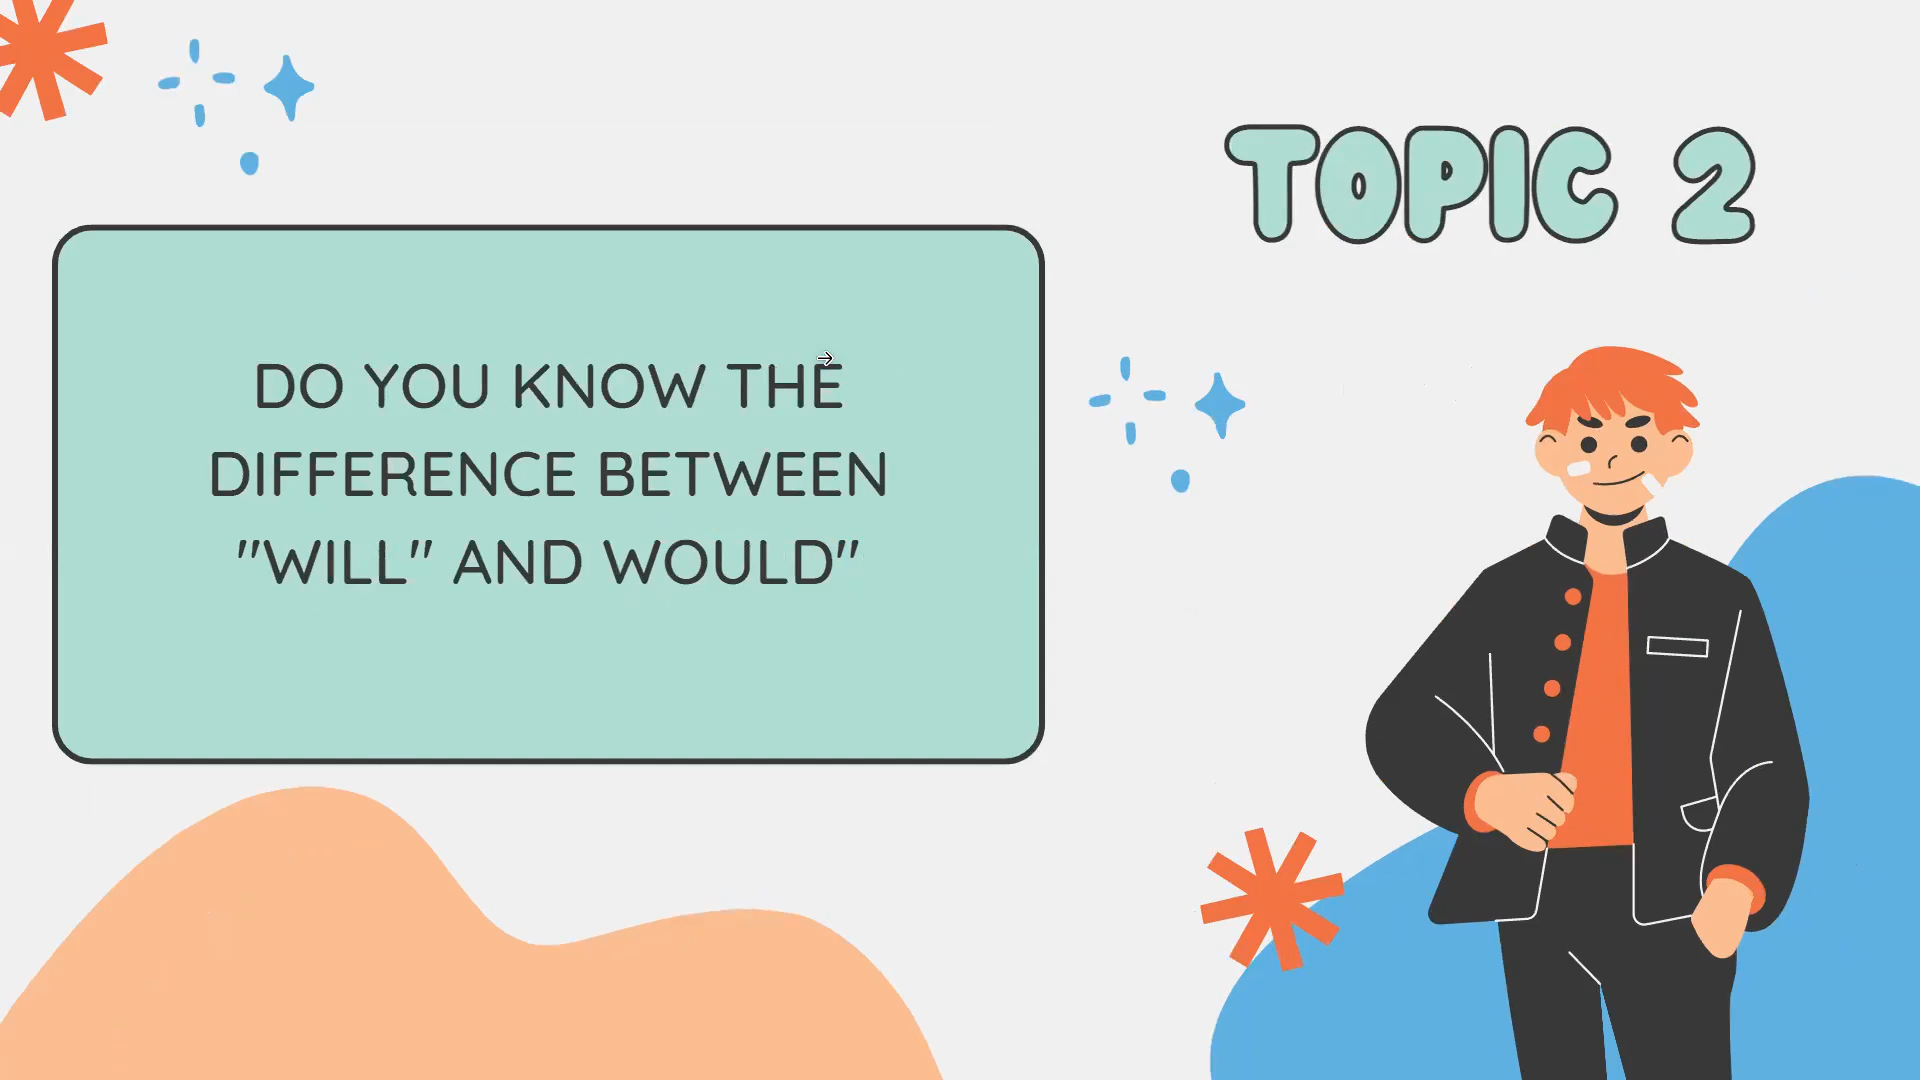 TOPIC 2
DO YOU KNOW THE
DIFFERENCE BETWEEN
"WILL" AND WOULD"